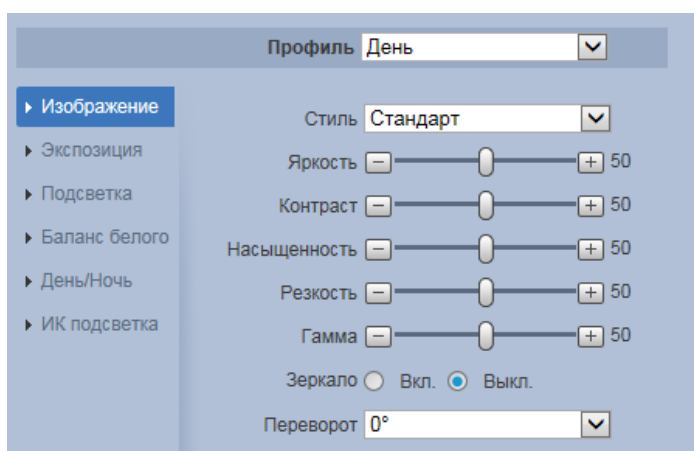 Профиль День
Изображение
Экспозиция
Подсветка
Баланс белого
День/Ночь
ИК подсветка
Стиль Стандарт
Яркость 50
Контраст 50
Насыщенность 50
Резкость 50
Гамма 50
Зеркало Вкл. Выкл.
Переворот 0°